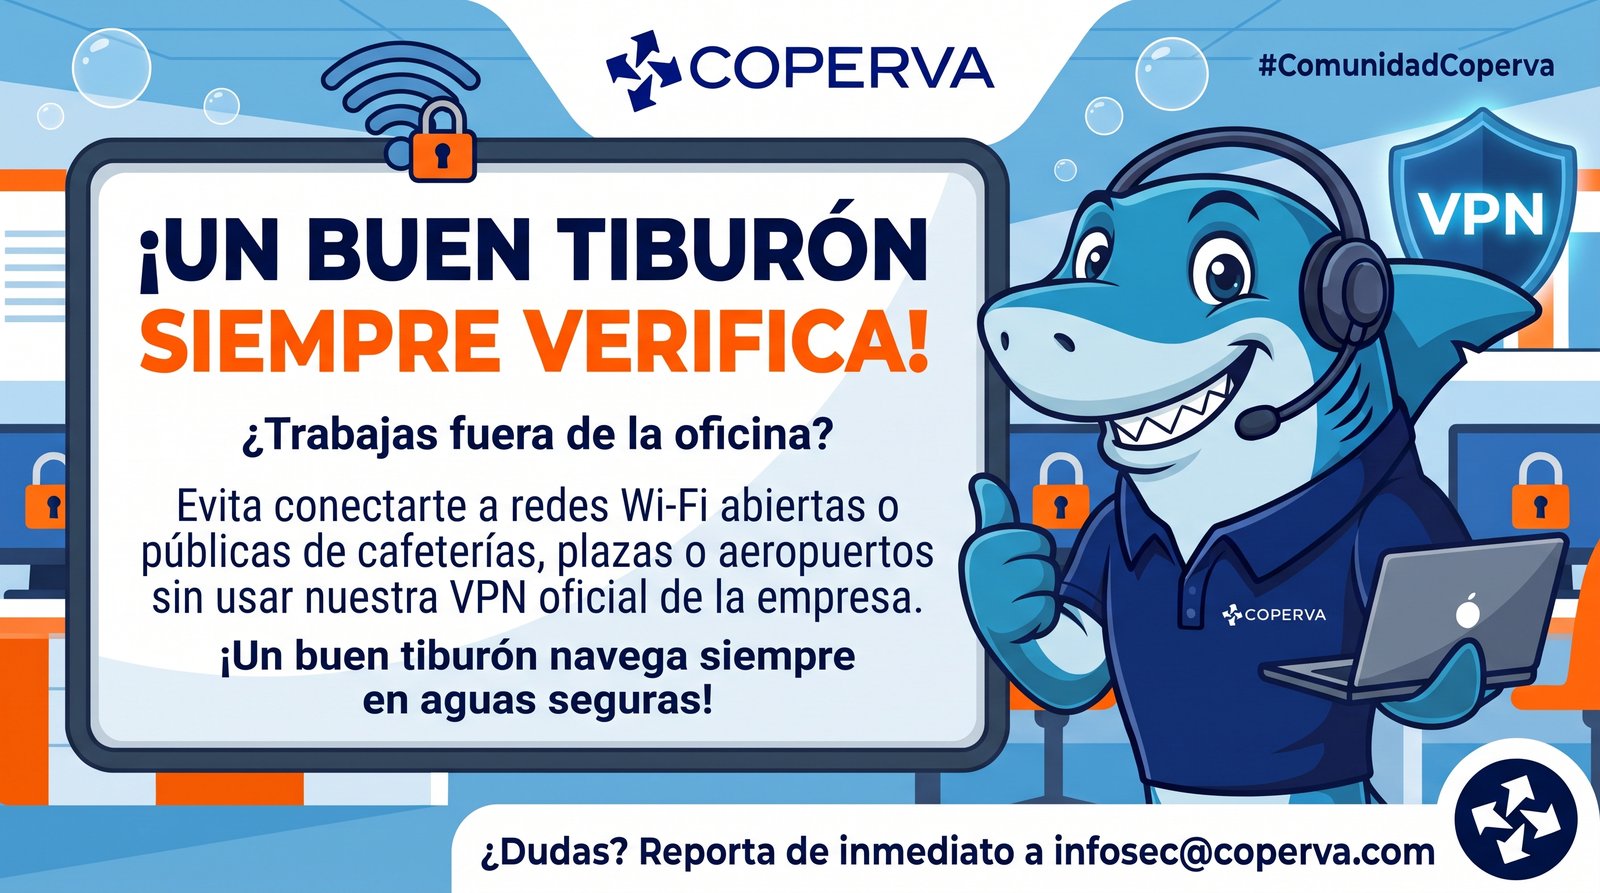 COPERVA
#ComunidadCoperva
VPN
¡UN BUEN TIBURÓN
SIEMPRE VERIFICA!
¿Trabajas fuera de la oficina?
Evita conectarte a redes Wi-Fi abiertas o
públicas de cafeterías, plazas o aeropuertos
sin usar nuestra VPN oficial de la empresa.
¡Un buen tiburón navega siempre
en aguas seguras!
COPERVA
¿Dudas? Reporta de inmediato a infosec@coperva.com